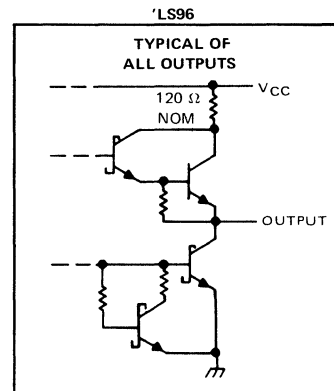 'LS96
TYPICAL OF
ALL OUTPUTS
VCC
120 Ω
NOM
OUTPUT